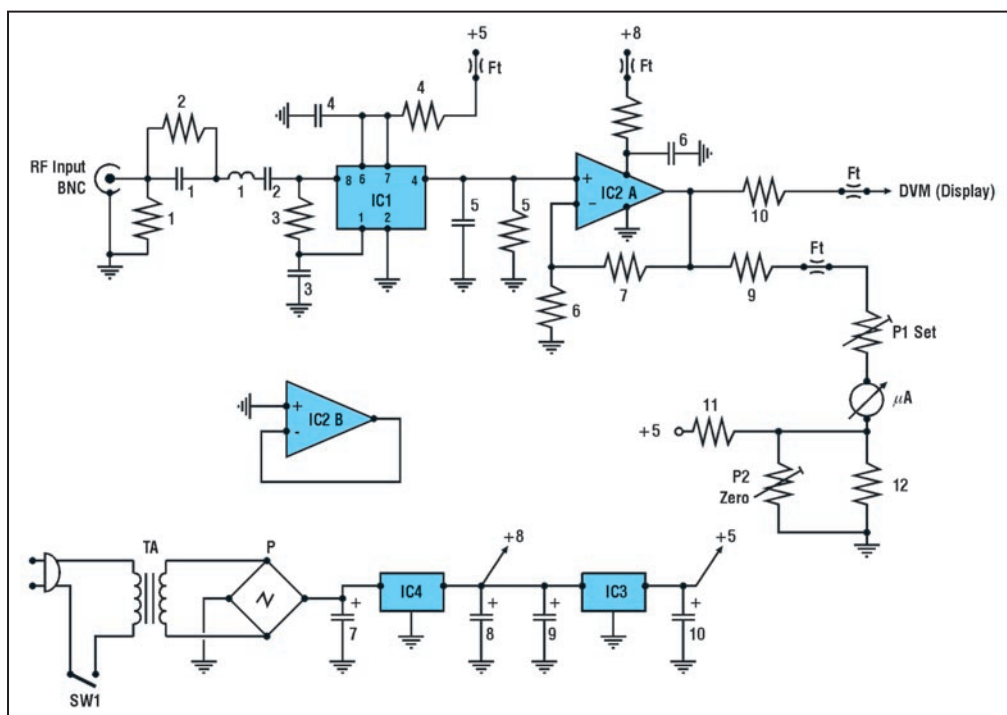 +5
+8
Ft
Ft
2
4
4
6
RF Input
BNC
1
1
2
8
6
7
4
IC1
1
2
3
3
1
5
5
+
-
IC2 A
10
Ft
DVM (Display)
7
6
9
Ft
P1 Set
μA
+5
11
P2
Zero
12
+
-
IC2 B
TA
P
+8
+5
IC4
IC3
+
7
+
8
+
9
+
10
SW1